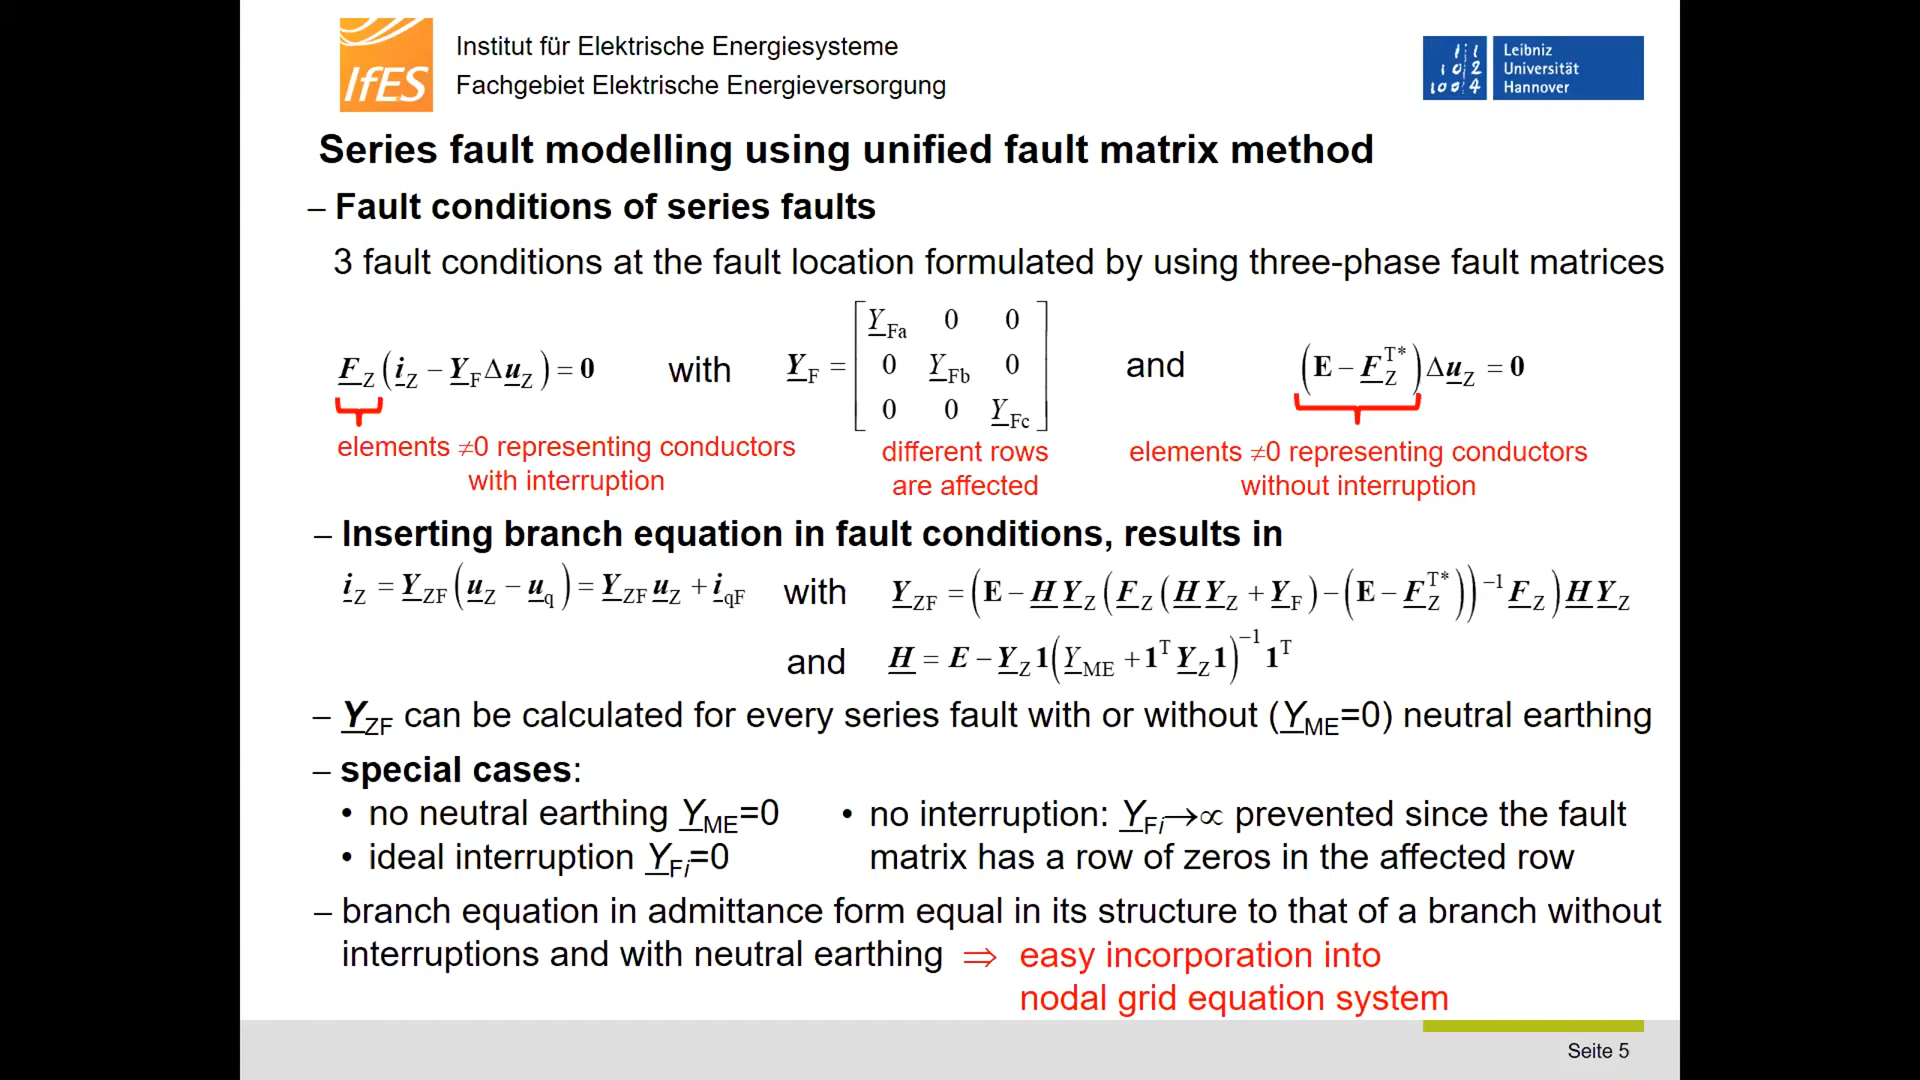 IfES
Institut für Elektrische Energiesysteme
Fachgebiet Elektrische Energieversorgung
Leibniz
Universität
Hannover
Series fault modelling using unified fault matrix method
– Fault conditions of series faults
3 fault conditions at the fault location formulated by using three-phase fault matrices
F_Z (i_Z − Y_F Δu_Z) = 0 with Y_F = [Y_Fa 0 0; 0 Y_Fb 0; 0 0 Y_Fc] and (E − F_Z^T*) Δu_Z = 0
elements ≠0 representing conductors
with interruption
different rows
are affected
elements ≠0 representing conductors
without interruption
– Inserting branch equation in fault conditions, results in
i_Z = Y_ZF (u_Z − u_q) = Y_ZF u_Z + i_qF with Y_ZF = (E − H Y_Z (F_Z (H Y_Z + Y_F) − (E − F_Z^T*))^−1 F_Z) H Y_Z
and H = E − Y_Z 1 (Y_ME + 1^T Y_Z 1)^−1 1^T
– Y_ZF can be calculated for every series fault with or without (Y_ME=0) neutral earthing
– special cases:
• no neutral earthing Y_ME=0
• ideal interruption Y_Fi=0
• no interruption: Y_Fi→∝ prevented since the fault
matrix has a row of zeros in the affected row
– branch equation in admittance form equal in its structure to that of a branch without
interruptions and with neutral earthing ⇒ easy incorporation into
nodal grid equation system
Seite 5